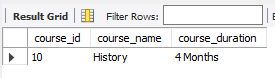 Result Grid Filter Rows:
course_id course_name course_duration
10 History 4 Months